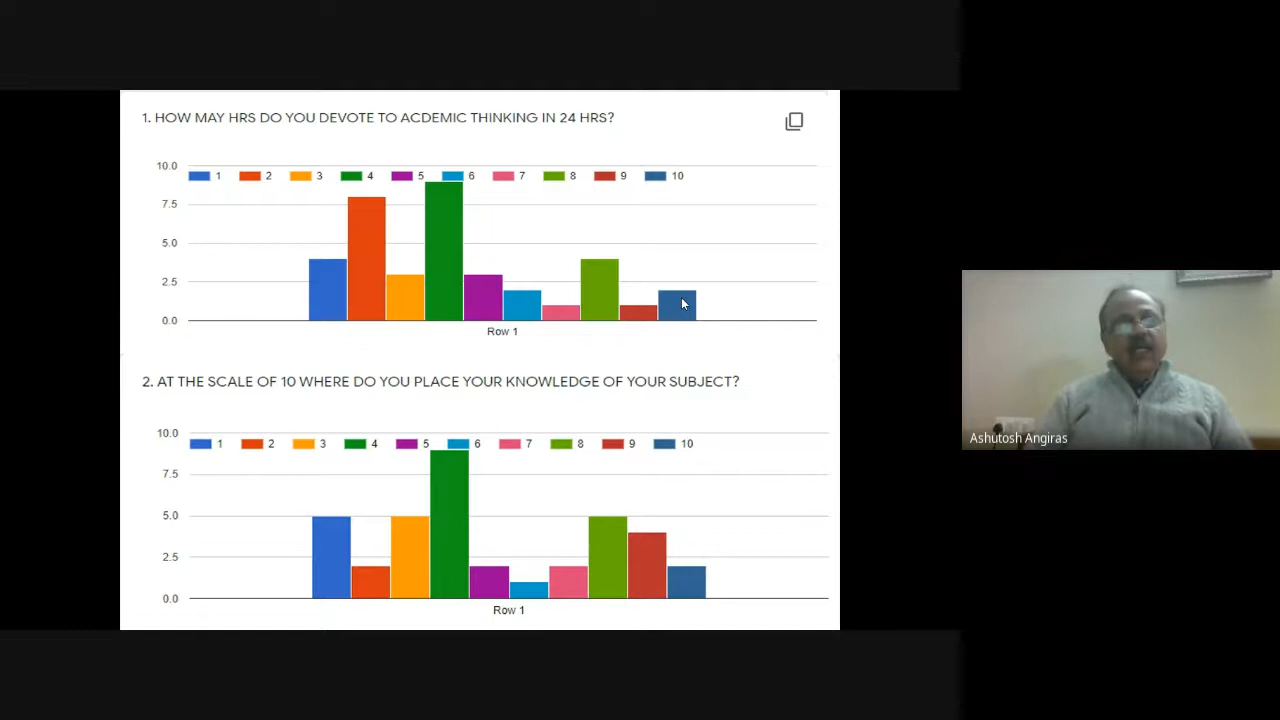 1. HOW MAY HRS DO YOU DEVOTE TO ACDEMIC THINKING IN 24 HRS?
10.0
1 2 3 4 5 6 7 8 9 10
7.5
5.0
2.5
0.0
Row 1
2. AT THE SCALE OF 10 WHERE DO YOU PLACE YOUR KNOWLEDGE OF YOUR SUBJECT?
10.0
1 2 3 4 5 6 7 8 9 10
7.5
5.0
2.5
0.0
Row 1
Ashutosh Angiras